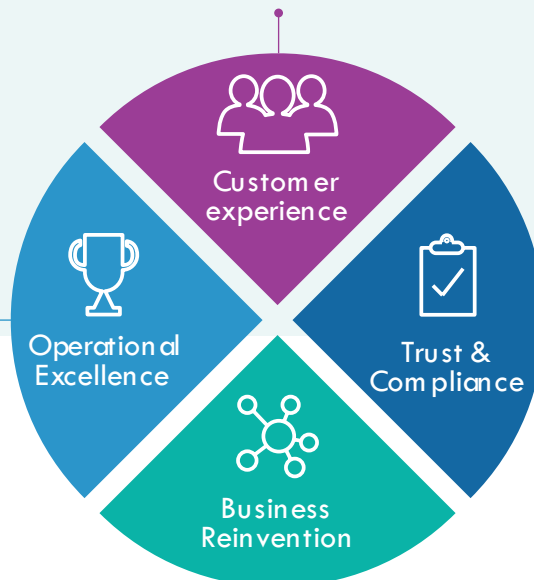 Customer
experience
Operational
Excellence
Trust &
Compliance
Business
Reinvention